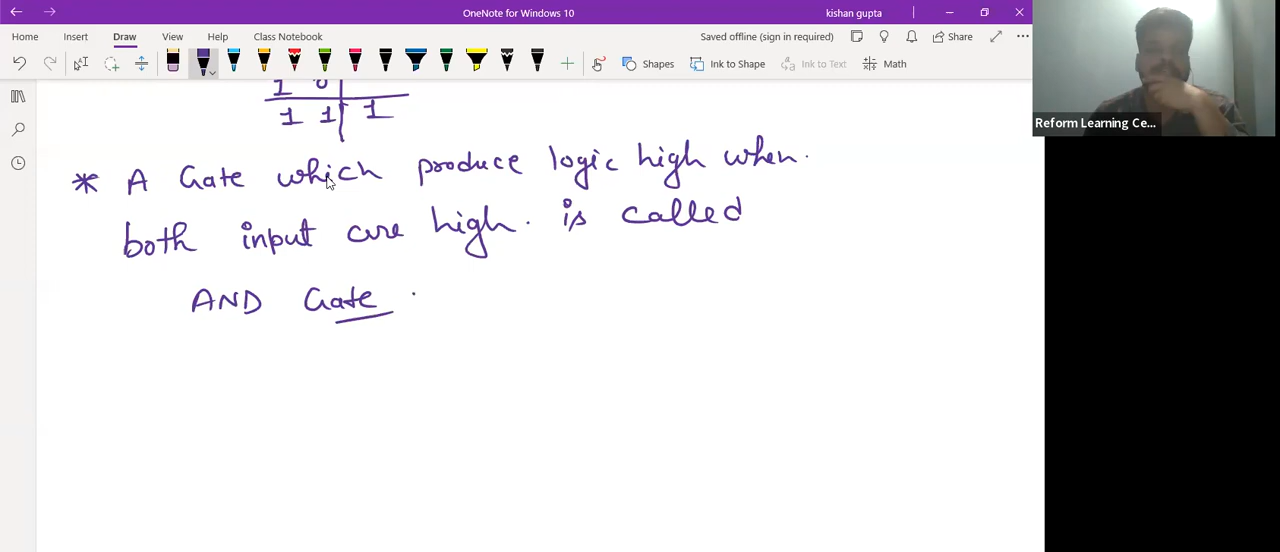 OneNote for Windows 10
kishan gupta
Home Insert Draw View Help Class Notebook
Saved offline (sign in required)
Share
Shapes
Ink to Shape
Ink to Text
Math
Reform Learning Ce...
1 0
1 1 1
* A Gate which produce logic high when.
both input are high. is called
AND Gate .